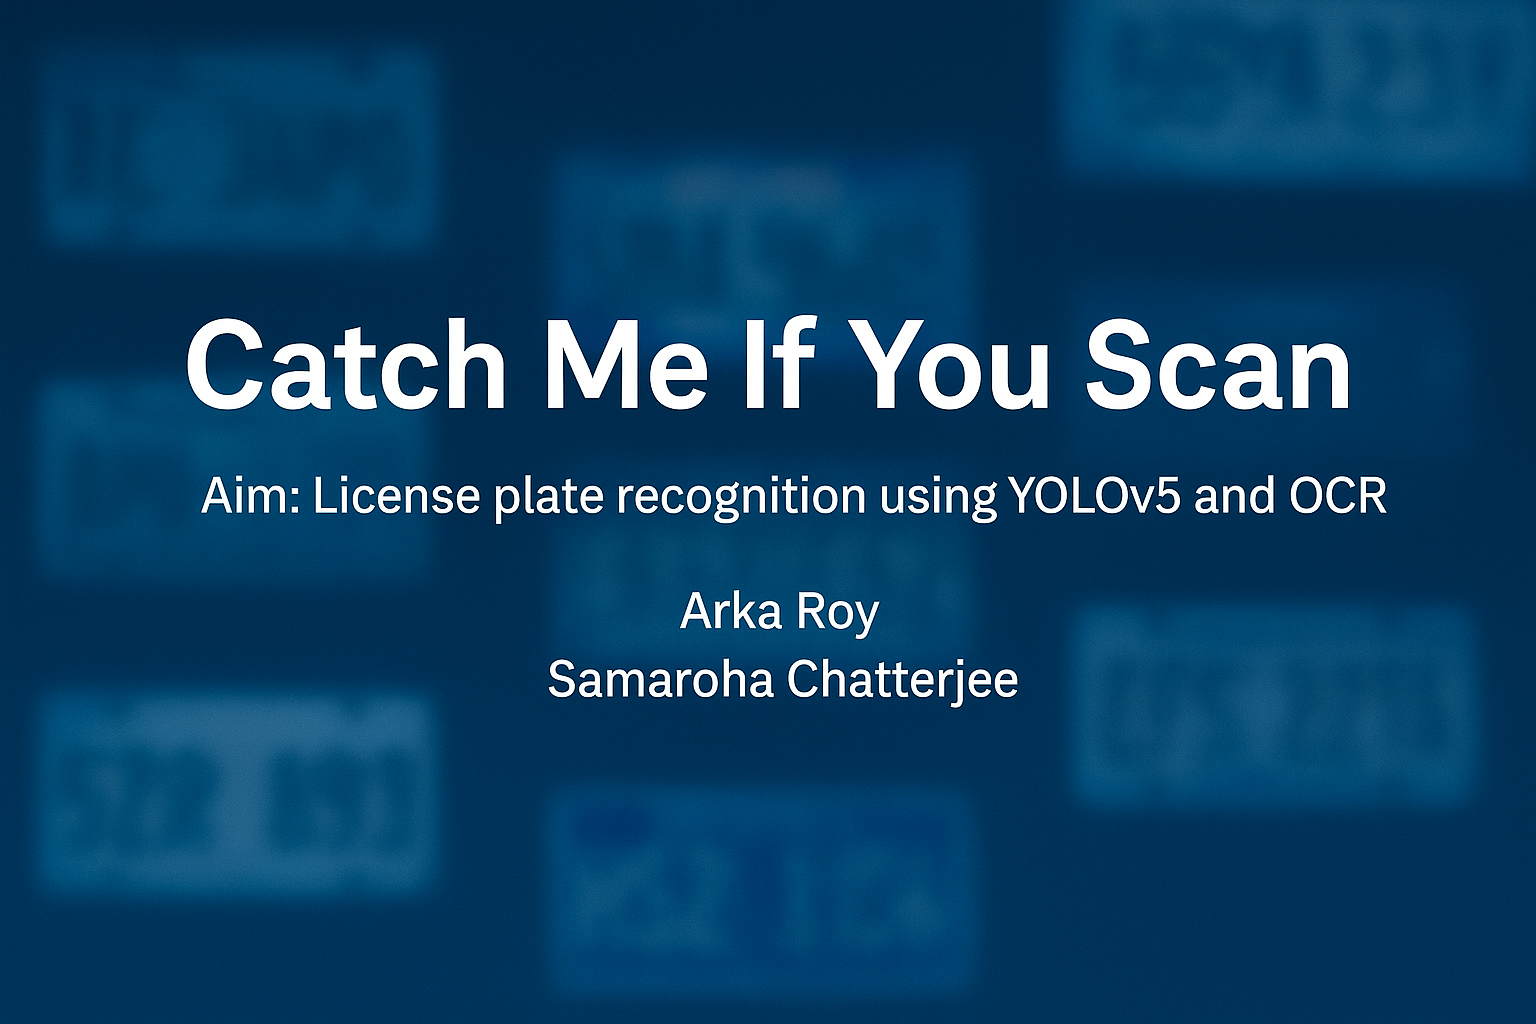 Catch Me If You Scan
Aim: License plate recognition using YOLOv5 and OCR
Arka Roy
Samaroha Chatterjee